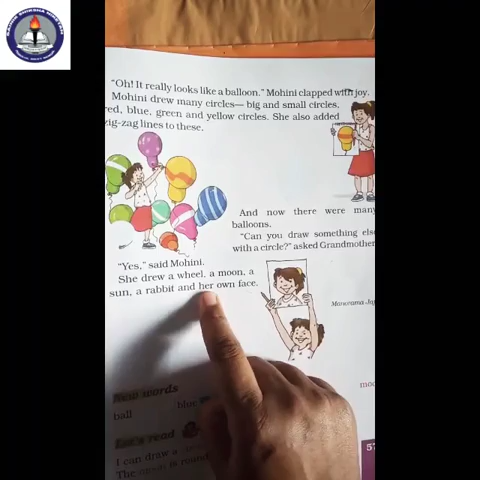 "Oh! It really looks like a balloon." Mohini clapped with joy.
Mohini drew many circles— big and small circles,
red, blue, green and yellow circles. She also added
zig-zag lines to these.
And now there were many
balloons.
"Can you draw something else
with a circle?" asked Grandmother
"Yes," said Mohini.
She drew a wheel, a moon, a
sun, a rabbit and her own face.
Manorama
New words
ball
blue
Let's read
I can draw a
The is round
57